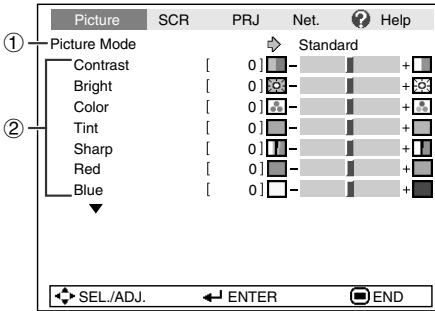 Picture SCR PRJ Net. ? Help
① Picture Mode Standard
Contrast [ 0 ] - +
Bright [ 0 ] - +
② Color [ 0 ] - +
Tint [ 0 ] - +
Sharp [ 0 ] - +
Red [ 0 ] - +
Blue [ 0 ] - +
SEL./ADJ. ENTER END